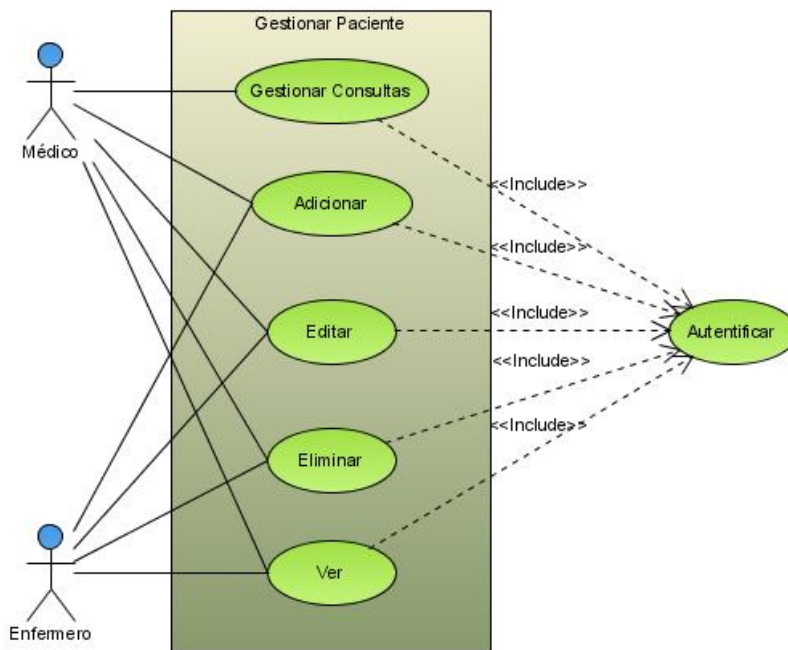 Gestionar Paciente
Médico
Gestionar Consultas
<<Include>>
Adicionar
<<Include>>
Editar
<<Include>>
Autentificar
<<Include>>
Eliminar
<<Include>>
Ver
Enfermero